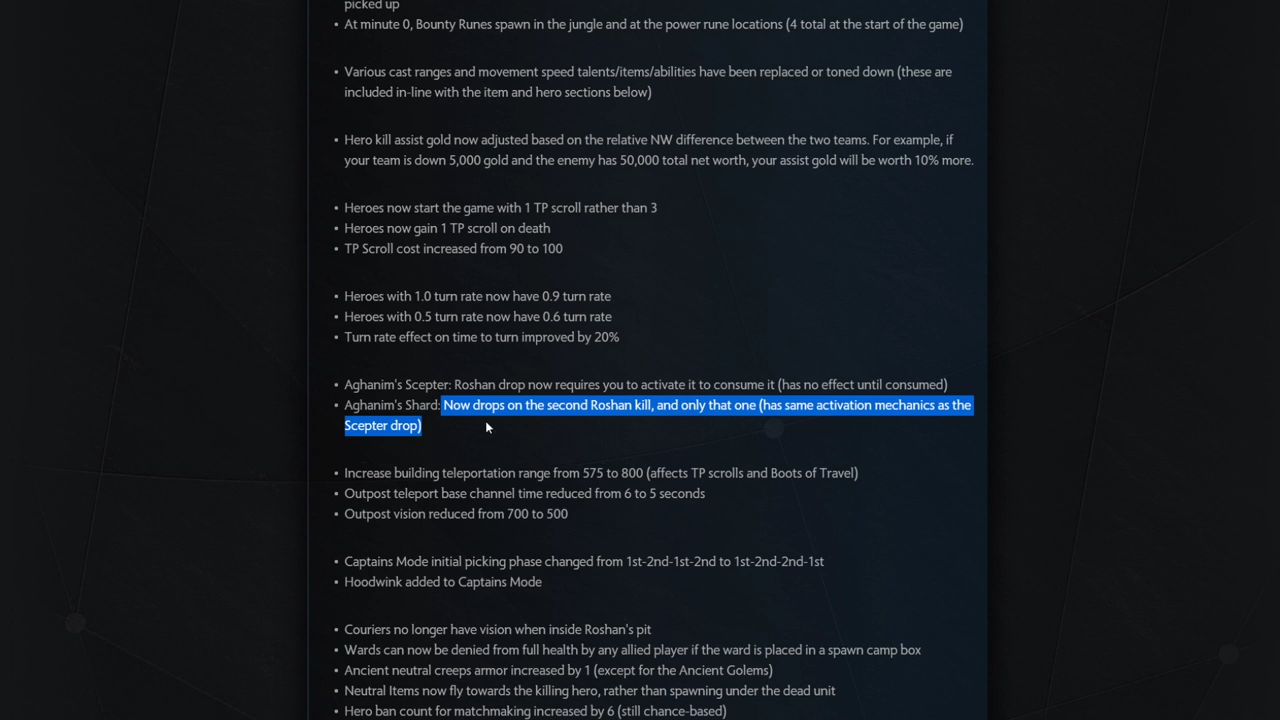 picked up
• At minute 0, Bounty Runes spawn in the jungle and at the power rune locations (4 total at the start of the game)
• Various cast ranges and movement speed talents/items/abilities have been replaced or toned down (these are
included in-line with the item and hero sections below)
• Hero kill assist gold now adjusted based on the relative NW difference between the two teams. For example, if
your team is down 5,000 gold and the enemy has 50,000 total net worth, your assist gold will be worth 10% more.
• Heroes now start the game with 1 TP scroll rather than 3
• Heroes now gain 1 TP scroll on death
• TP Scroll cost increased from 90 to 100
• Heroes with 1.0 turn rate now have 0.9 turn rate
• Heroes with 0.5 turn rate now have 0.6 turn rate
• Turn rate effect on time to turn improved by 20%
• Aghanim's Scepter: Roshan drop now requires you to activate it to consume it (has no effect until consumed)
• Aghanim's Shard: Now drops on the second Roshan kill, and only that one (has same activation mechanics as the
Scepter drop)
• Increase building teleportation range from 575 to 800 (affects TP scrolls and Boots of Travel)
• Outpost teleport base channel time reduced from 6 to 5 seconds
• Outpost vision reduced from 700 to 500
• Captains Mode initial picking phase changed from 1st-2nd-1st-2nd to 1st-2nd-2nd-1st
• Hoodwink added to Captains Mode
• Couriers no longer have vision when inside Roshan's pit
• Wards can now be denied from full health by any allied player if the ward is placed in a spawn camp box
• Ancient neutral creeps armor increased by 1 (except for the Ancient Golems)
• Neutral Items now fly towards the killing hero, rather than spawning under the dead unit
• Hero ban count for matchmaking increased by 6 (still chance-based)